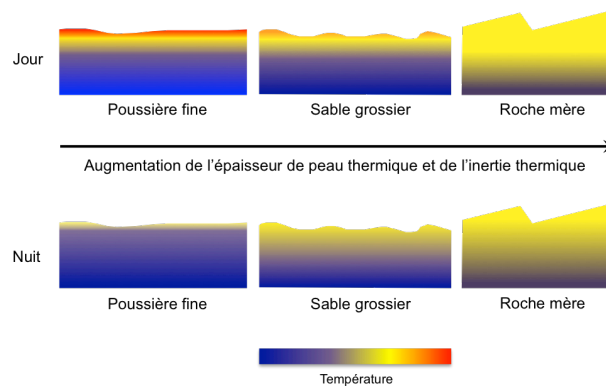 Jour
Poussière fine
Sable grossier
Roche mère
Augmentation de l'épaisseur de peau thermique et de l'inertie thermique
Nuit
Poussière fine
Sable grossier
Roche mère
Température